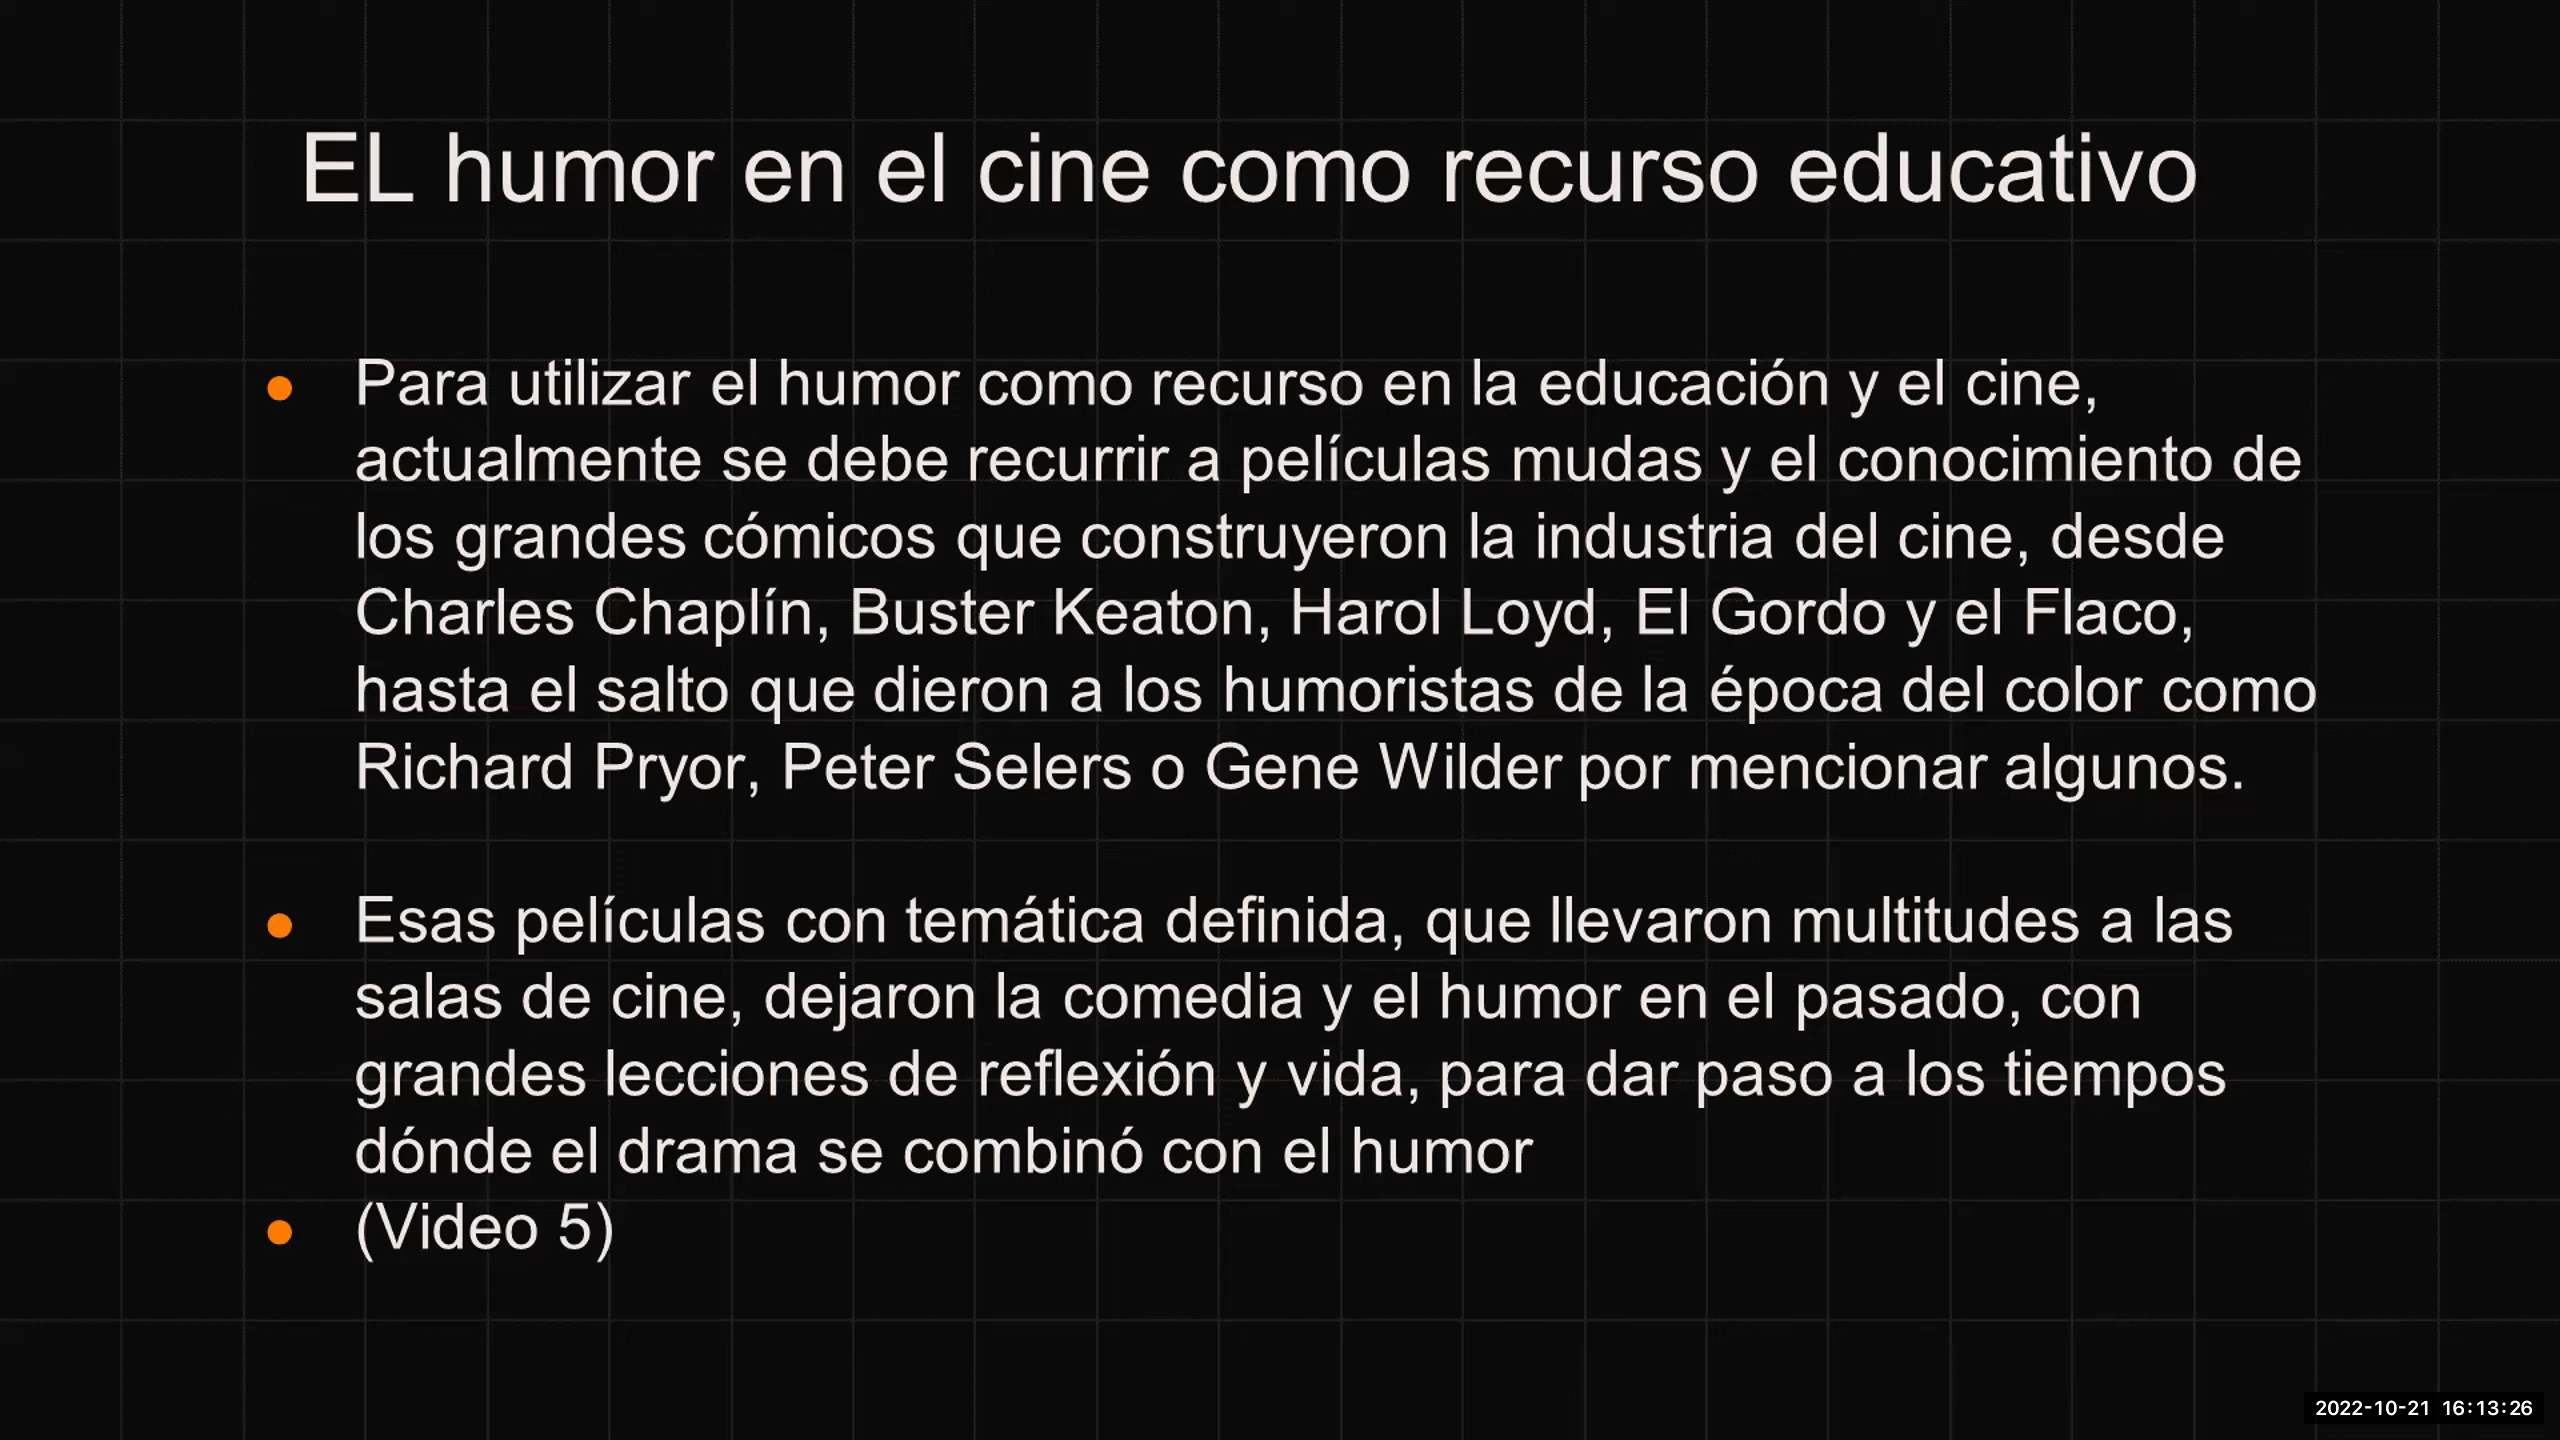 EL humor en el cine como recurso educativo
● Para utilizar el humor como recurso en la educación y el cine,
actualmente se debe recurrir a películas mudas y el conocimiento de
los grandes cómicos que construyeron la industria del cine, desde
Charles Chaplín, Buster Keaton, Harol Loyd, El Gordo y el Flaco,
hasta el salto que dieron a los humoristas de la época del color como
Richard Pryor, Peter Selers o Gene Wilder por mencionar algunos.
● Esas películas con temática definida, que llevaron multitudes a las
salas de cine, dejaron la comedia y el humor en el pasado, con
grandes lecciones de reflexión y vida, para dar paso a los tiempos
dónde el drama se combinó con el humor
● (Video 5)
2022-10-21 16:13:26